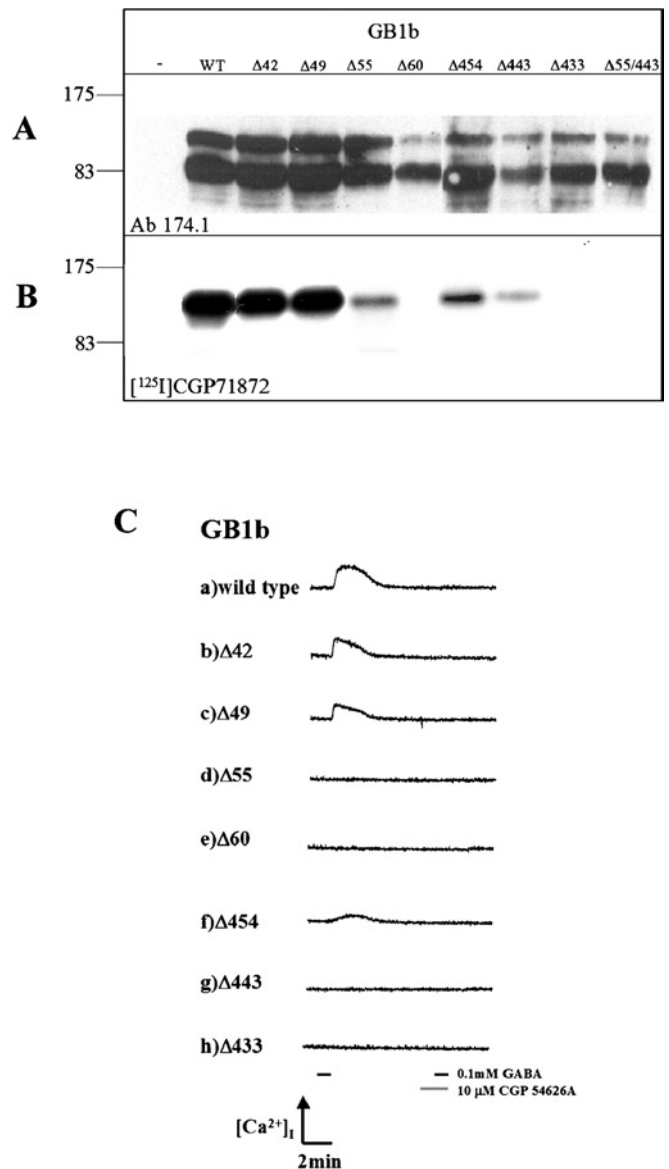 GB1b
- WT Δ42 Δ49 Δ55 Δ60 Δ454 Δ443 Δ433 Δ55/443
175
A
83
Ab 174.1
175
B
83
[125I]CGP71872
C GB1b
a)wild type
b)Δ42
c)Δ49
d)Δ55
e)Δ60
f)Δ454
g)Δ443
h)Δ433
0.1mM GABA
10 µM CGP 54626A
[Ca2+]I
2min